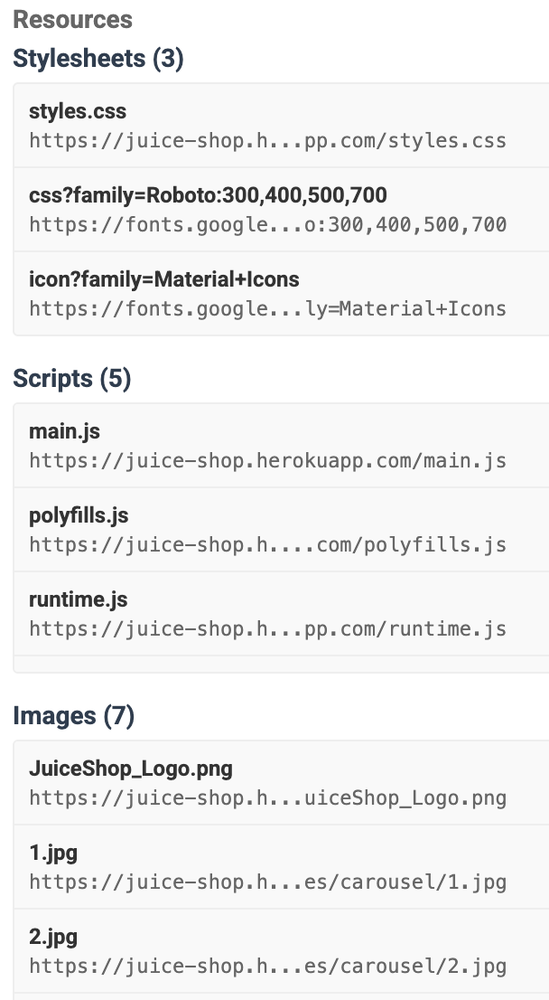 Resources
Stylesheets (3)
styles.css
https://juice-shop.h...pp.com/styles.css
css?family=Roboto:300,400,500,700
https://fonts.google...o:300,400,500,700
icon?family=Material+Icons
https://fonts.google...ly=Material+Icons
Scripts (5)
main.js
https://juice-shop.herokuapp.com/main.js
polyfills.js
https://juice-shop.h....com/polyfills.js
runtime.js
https://juice-shop.h...pp.com/runtime.js
Images (7)
JuiceShop_Logo.png
https://juice-shop.h...uiceShop_Logo.png
1.jpg
https://juice-shop.h...es/carousel/1.jpg
2.jpg
https://juice-shop.h...es/carousel/2.jpg